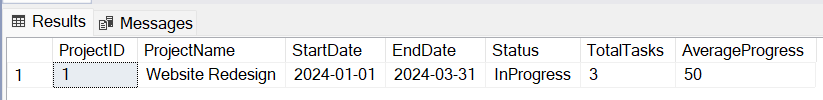 Results Messages
ProjectID ProjectName StartDate EndDate Status TotalTasks AverageProgress
1 1 Website Redesign 2024-01-01 2024-03-31 InProgress 3 50